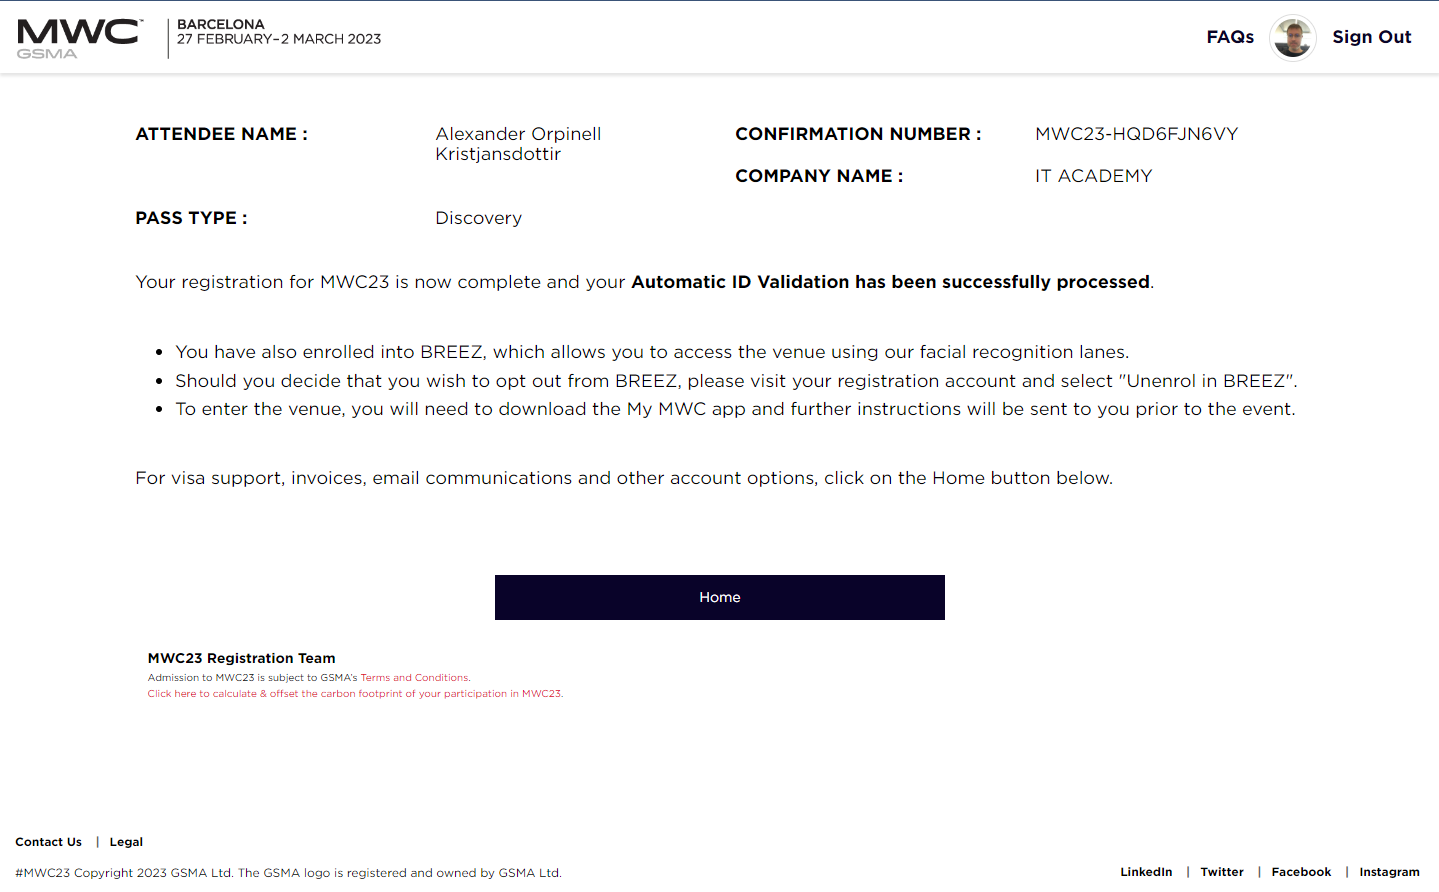 MWC™
GSMA
BARCELONA
27 FEBRUARY–2 MARCH 2023
FAQs
Sign Out
ATTENDEE NAME :
Alexander Orpinell
Kristjansdottir
CONFIRMATION NUMBER :
MWC23-HQD6FJN6VY
COMPANY NAME :
IT ACADEMY
PASS TYPE :
Discovery
Your registration for MWC23 is now complete and your Automatic ID Validation has been successfully processed.
• You have also enrolled into BREEZ, which allows you to access the venue using our facial recognition lanes.
• Should you decide that you wish to opt out from BREEZ, please visit your registration account and select "Unenrol in BREEZ".
• To enter the venue, you will need to download the My MWC app and further instructions will be sent to you prior to the event.
For visa support, invoices, email communications and other account options, click on the Home button below.
Home
MWC23 Registration Team
Admission to MWC23 is subject to GSMA's Terms and Conditions.
Click here to calculate & offset the carbon footprint of your participation in MWC23.
Contact Us | Legal
#MWC23 Copyright 2023 GSMA Ltd. The GSMA logo is registered and owned by GSMA Ltd.
LinkedIn | Twitter | Facebook | Instagram